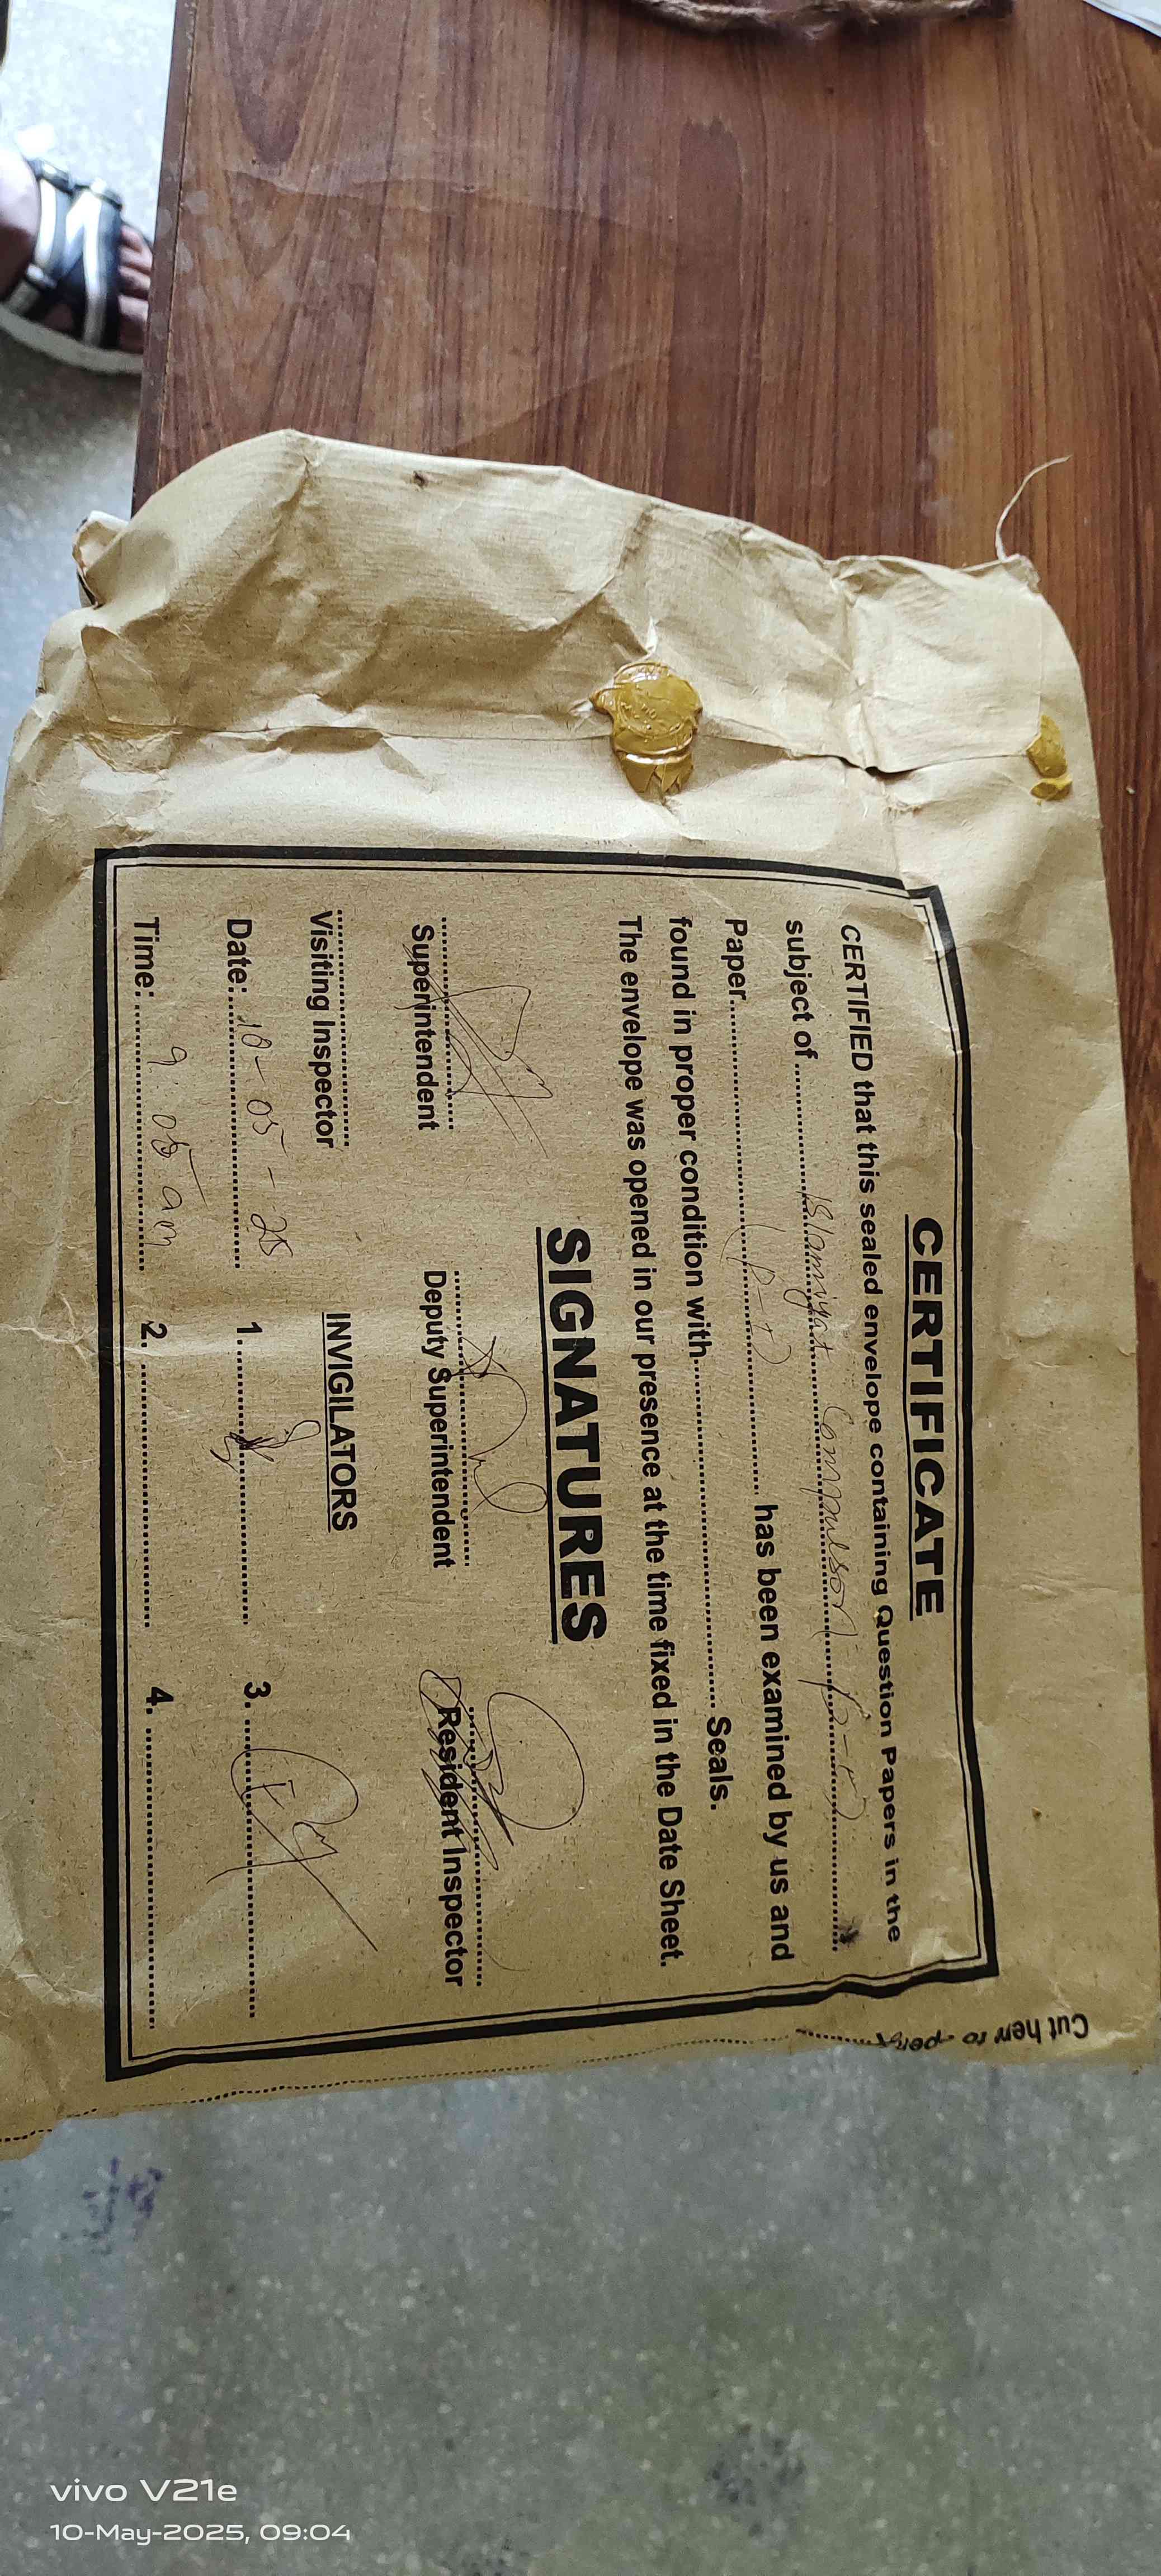 CERTIFICATE
CERTIFIED that this sealed envelope containing Question Papers in the
subject of ........ Islamiyat Compulsory ........
Paper........ ........ has been examined by us and
found in proper condition with........ Seals.
The envelope was opened in our presence at the time fixed in the Date Sheet.
SIGNATURES
Superintendent Deputy Superintendent Resident Inspector
Visiting Inspector INVIGILATORS
Date: 10-05-25 1. 3.
Time: 9:05 am 2. 4.
Cut here to open
vivo V21e
10-May-2025, 09:04